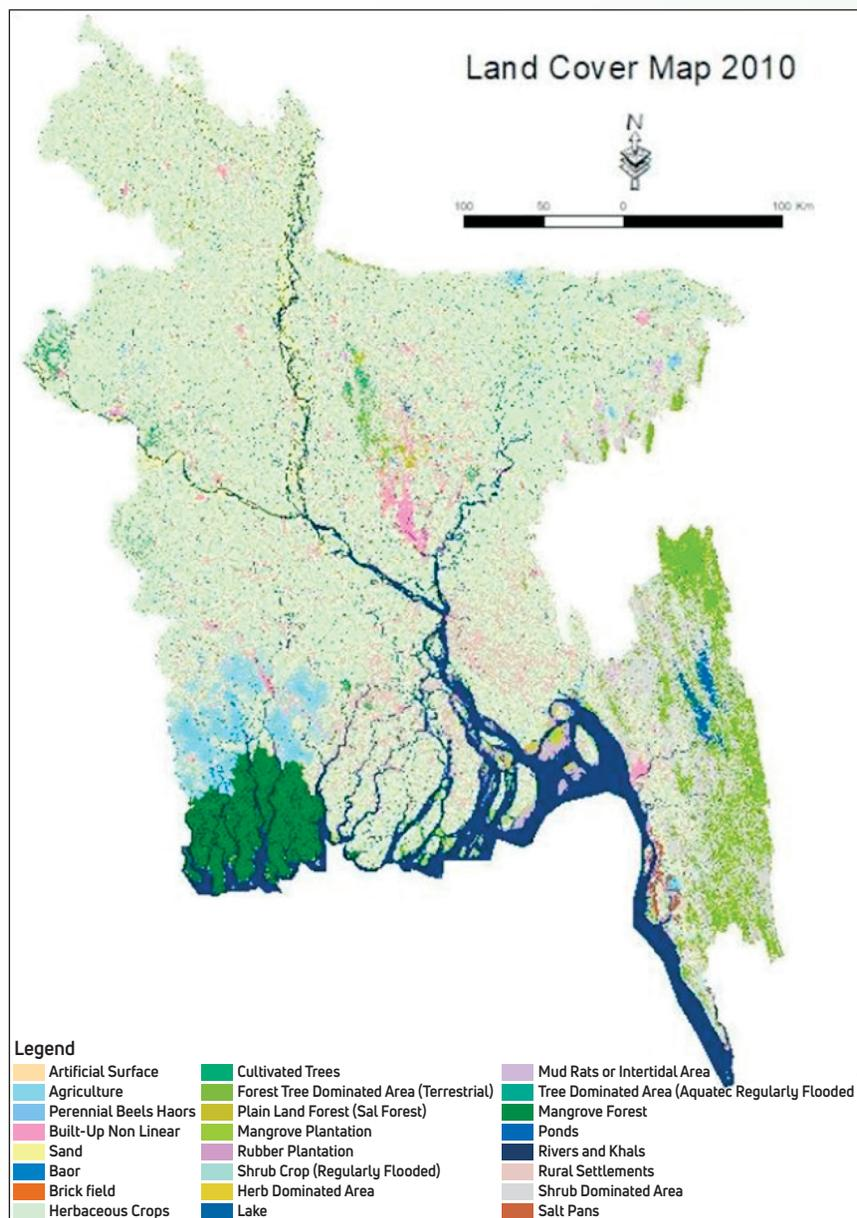 Land Cover Map 2010
N
100 50 0 100 Km
Legend
Artificial Surface
Agriculture
Perennial Beels Haors
Built-Up Non Linear
Sand
Baor
Brick field
Herbaceous Crops
Cultivated Trees
Forest Tree Dominated Area (Terrestrial)
Plain Land Forest (Sal Forest)
Mangrove Plantation
Rubber Plantation
Shrub Crop (Regularly Flooded)
Herb Dominated Area
Lake
Mud Rats or Intertidal Area
Tree Dominated Area (Aquatec Regularly Flooded
Mangrove Forest
Ponds
Rivers and Khals
Rural Settlements
Shrub Dominated Area
Salt Pans